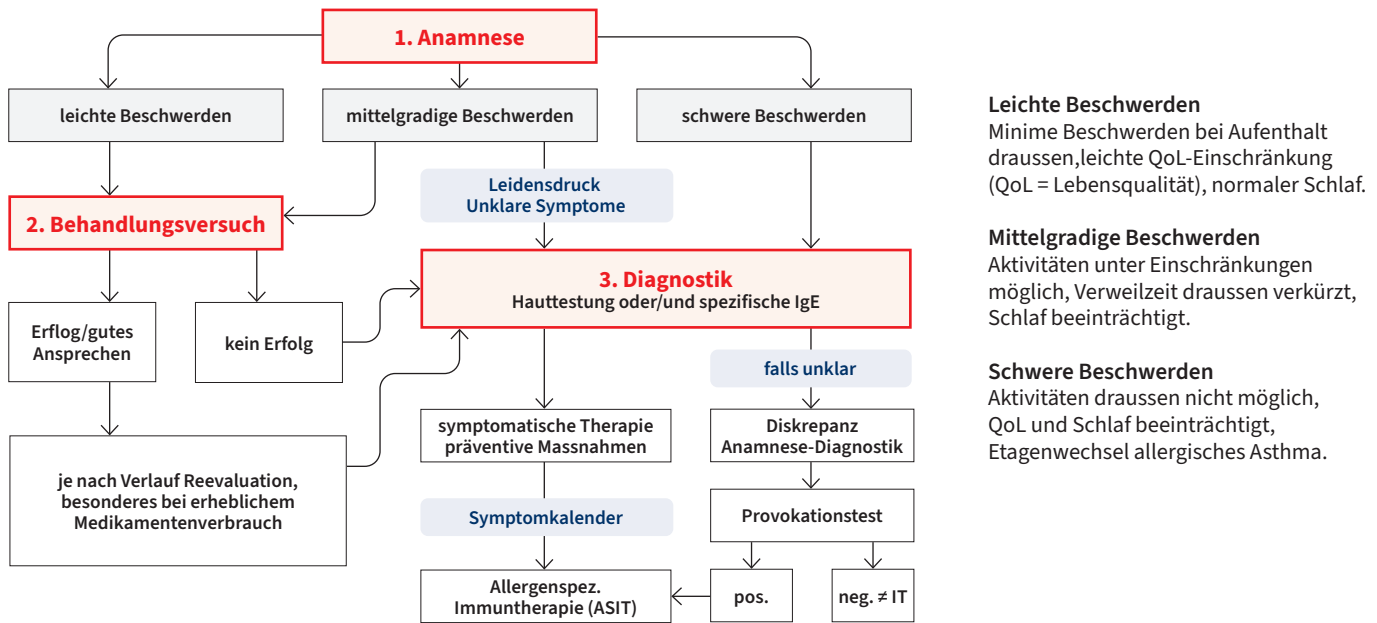 1. Anamnese
leichte Beschwerden
mittelgradige Beschwerden
schwere Beschwerden
Leidensdruck
Unklare Symptome
2. Behandlungsversuch
3. Diagnostik
Hauttestung oder/und spezifische IgE
Erflog/gutes
Ansprechen
kein Erfolg
falls unklar
symptomatische Therapie
präventive Massnahmen
Diskrepanz
Anamnese-Diagnostik
je nach Verlauf Reevaluation,
besonderes bei erheblichem
Medikamentenverbrauch
Symptomkalender
Provokationstest
Allergenspez.
Immuntherapie (ASIT)
pos.
neg. ≠ IT
Leichte Beschwerden
Minime Beschwerden bei Aufenthalt
draussen,leichte QoL-Einschränkung
(QoL = Lebensqualität), normaler Schlaf.
Mittelgradige Beschwerden
Aktivitäten unter Einschränkungen
möglich, Verweilzeit draussen verkürzt,
Schlaf beeinträchtigt.
Schwere Beschwerden
Aktivitäten draussen nicht möglich,
QoL und Schlaf beeinträchtigt,
Etagenwechsel allergisches Asthma.